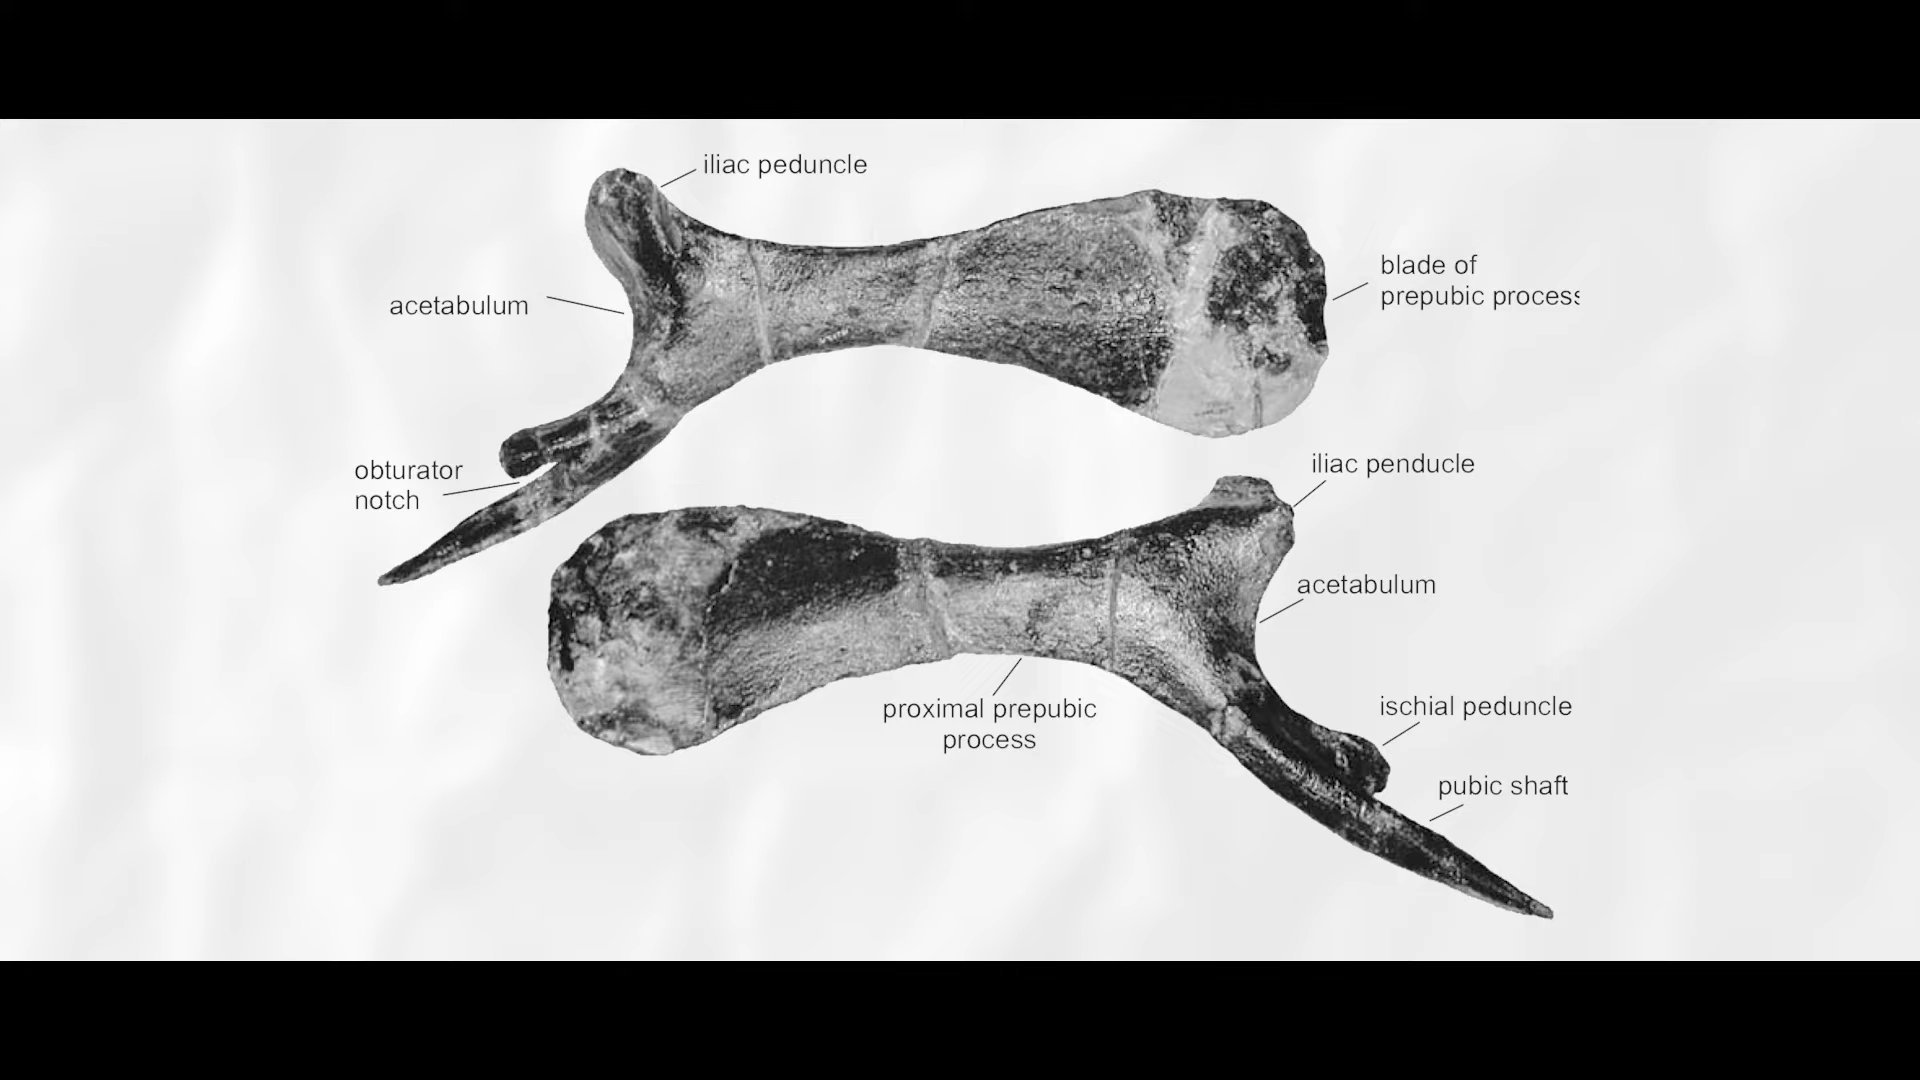 iliac peduncle
acetabulum
blade of
prepubic process
obturator
notch
iliac penducle
acetabulum
proximal prepubic
process
ischial peduncle
pubic shaft